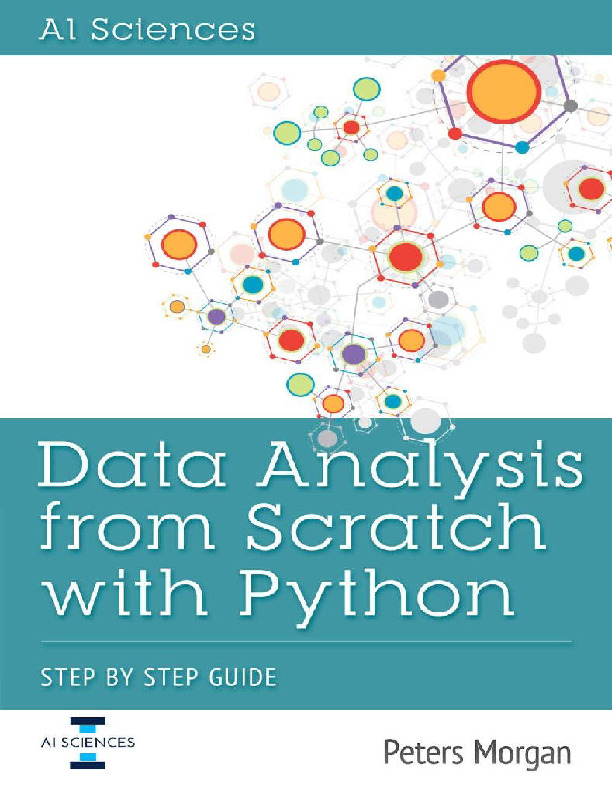 AI Sciences
Data Analysis
from Scratch
with Python
STEP BY STEP GUIDE
AI SCIENCES
Peters Morgan